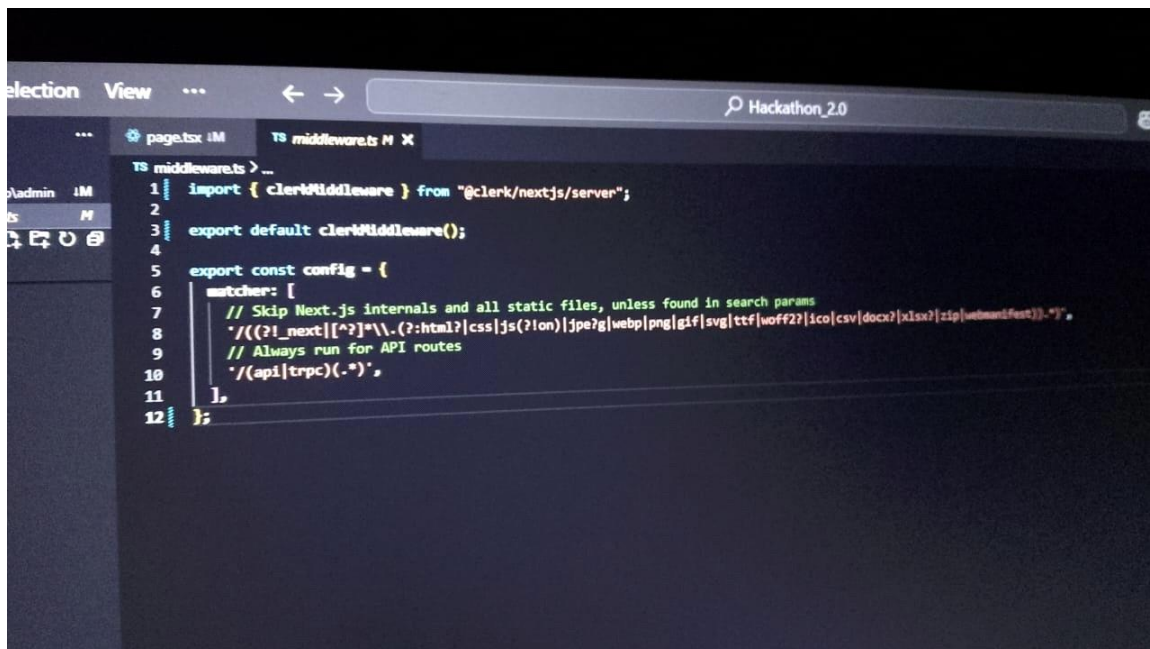 election View ...
Hackathon_2.0
... page.tsx ↓M TS middleware.ts M X
TS middleware.ts > ...
\admin ↓M
ts M
1 import { clerkMiddleware } from "@clerk/nextjs/server";
2
3 export default clerkMiddleware();
4
5 export const config = {
6 matcher: [
7 // Skip Next.js internals and all static files, unless found in search params
8 '/((?!_next|[^?]*\\.(?:html?|css|js(?!on)|jpe?g|webp|png|gif|svg|ttf|woff2?|ico|csv|docx?|xlsx?|zip|webmanifest)).*)',
9 // Always run for API routes
10 '/(api|trpc)(.*)',
11 ],
12 };